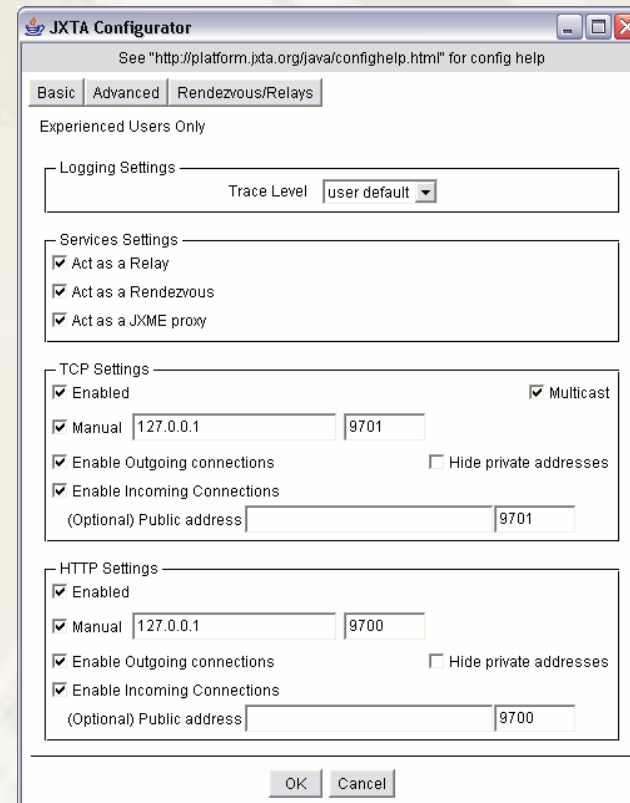 JXTA Configurator
See "http://platform.jxta.org/java/confighelp.html" for config help
Basic Advanced Rendezvous/Relays
Experienced Users Only
Logging Settings
Trace Level user default
Services Settings
Act as a Relay
Act as a Rendezvous
Act as a JXME proxy
TCP Settings
Enabled Multicast
Manual 127.0.0.1 9701
Enable Outgoing connections Hide private addresses
Enable Incoming Connections
(Optional) Public address 9701
HTTP Settings
Enabled
Manual 127.0.0.1 9700
Enable Outgoing connections Hide private addresses
Enable Incoming Connections
(Optional) Public address 9700
OK Cancel